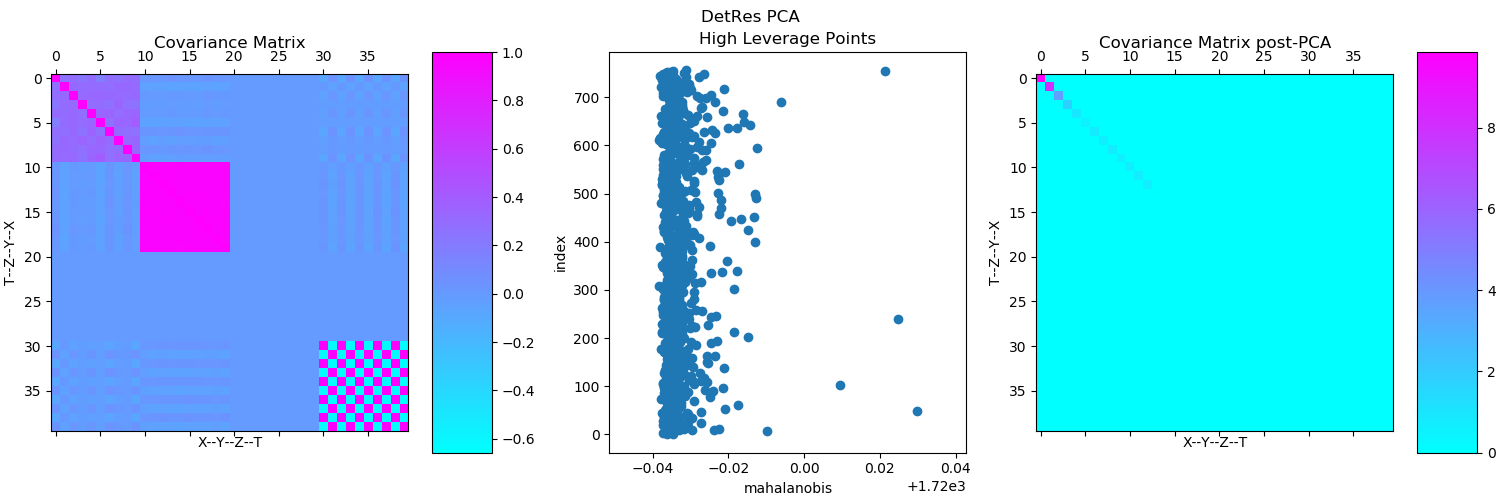 DetRes PCA
Covariance Matrix
0 5 10 15 20 25 30 35
0
5
10
15
20
25
30
35
T--Z--Y--X
X--Y--Z--T
1.0
0.8
0.6
0.4
0.2
0.0
−0.2
−0.4
−0.6
High Leverage Points
700
600
500
400
300
200
100
0
index
−0.04 −0.02 0.00 0.02 0.04
mahalanobis
+1.72e3
Covariance Matrix post-PCA
0 5 10 15 20 25 30 35
0
5
10
15
20
25
30
35
T--Z--Y--X
X--Y--Z--T
8
6
4
2
0